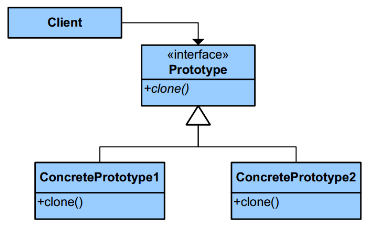 Client
«interface»
Prototype
+clone()
ConcretePrototype1
+clone()
ConcretePrototype2
+clone()